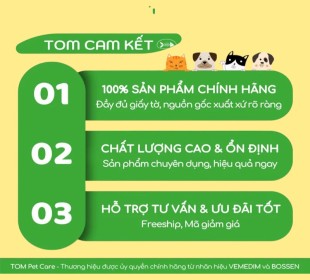 TOM CAM KẾT
01
100% SẢN PHẨM CHÍNH HÃNG
Đầy đủ giấy tờ, nguồn gốc xuất xứ rõ ràng
02
CHẤT LƯỢNG CAO & ỔN ĐỊNH
Sản phẩm chuyên dụng, hiệu quả ngay
03
HỖ TRỢ TƯ VẤN & ƯU ĐÃI TỐT
Freeship, Mã giảm giá
TOM Pet Care - Thương hiệu được ủy quyền chính hãng từ nhãn hiệu VEMEDIM và BOSSEN